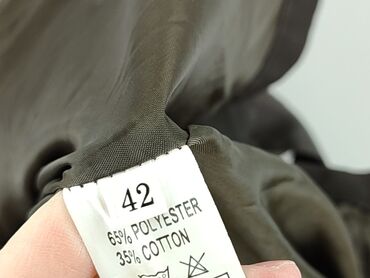 42
65% POLYESTER
35% COTTON